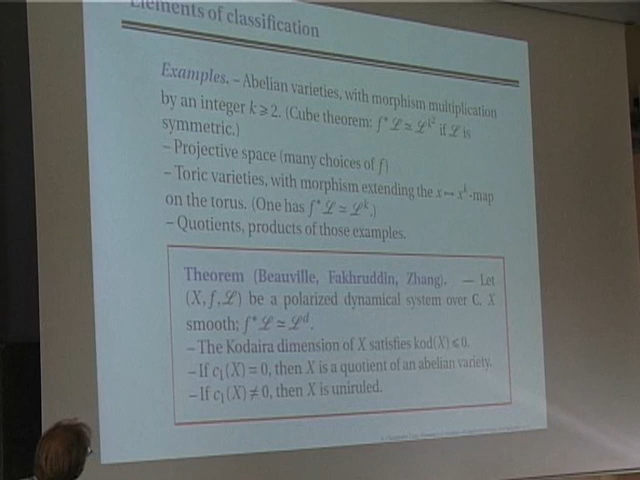 Elements of classification
Examples. – Abelian varieties, with morphism multiplication
by an integer k ⩾ 2. (Cube theorem: f*ℒ ≃ ℒ^{k²} if ℒ is
symmetric.)
– Projective space (many choices of f)
– Toric varieties, with morphism extending the x ↦ x^k-map
on the torus. (One has f*ℒ ≃ ℒ^k.)
– Quotients, products of those examples.
Theorem (Beauville, Fakhruddin, Zhang). — Let
(X, f, ℒ) be a polarized dynamical system over C, X
smooth; f*ℒ ≃ ℒ^d.
– The Kodaira dimension of X satisfies kod(X) ⩽ 0.
– If c₁(X) = 0, then X is a quotient of an abelian variety.
– If c₁(X) ≠ 0, then X is uniruled.